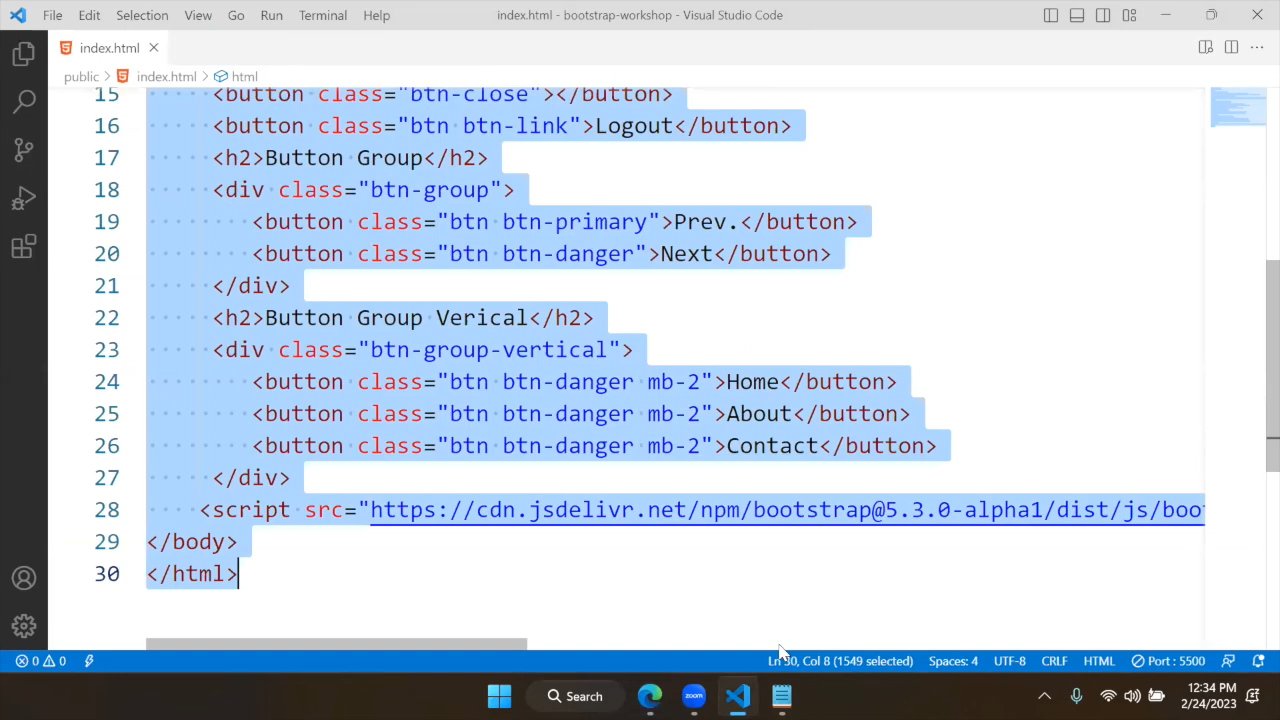 File Edit Selection View Go Run Terminal Help index.html - bootstrap-workshop - Visual Studio Code
index.html
public > index.html > html
15 <button class="btn-close"></button>
16 <button class="btn btn-link">Logout</button>
17 <h2>Button Group</h2>
18 <div class="btn-group">
19 <button class="btn btn-primary">Prev.</button>
20 <button class="btn btn-danger">Next</button>
21 </div>
22 <h2>Button Group Verical</h2>
23 <div class="btn-group-vertical">
24 <button class="btn btn-danger mb-2">Home</button>
25 <button class="btn btn-danger mb-2">About</button>
26 <button class="btn btn-danger mb-2">Contact</button>
27 </div>
28 <script src="https://cdn.jsdelivr.net/npm/bootstrap@5.3.0-alpha1/dist/js/boo
29 </body>
30 </html>
0 0 Ln 30, Col 8 (1549 selected) Spaces: 4 UTF-8 CRLF HTML Port : 5500
Search zoom 12:34 PM
2/24/2023